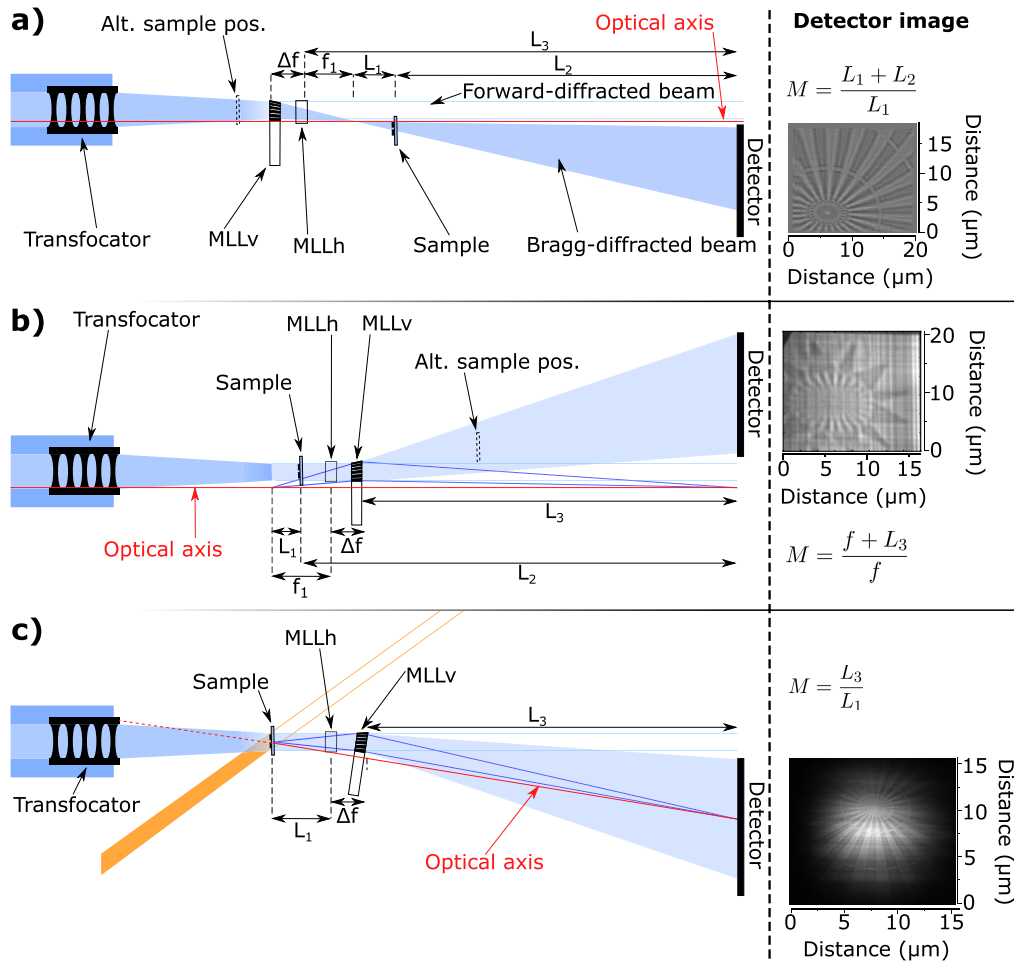 a)
Alt. sample pos.
L3
Optical axis
Detector image
Δf
f1
L1
L2
Forward-diffracted beam
M = (L1 + L2) / L1
Transfocator
MLLv
MLLh
Sample
Bragg-diffracted beam
Detector
15
10
5
0
Distance (μm)
0 10 20
Distance (μm)
b)
Transfocator
MLLh
MLLv
Sample
Alt. sample pos.
Detector
20
10
0
Distance (μm)
0 5 10 15
Distance (μm)
Optical axis
L1
Δf
L3
f1
L2
M = (f + L3) / f
c)
MLLh
MLLv
Sample
L3
M = L3 / L1
Transfocator
L1
Δf
Optical axis
Detector
15
10
5
0
Distance (μm)
0 5 10 15
Distance (μm)